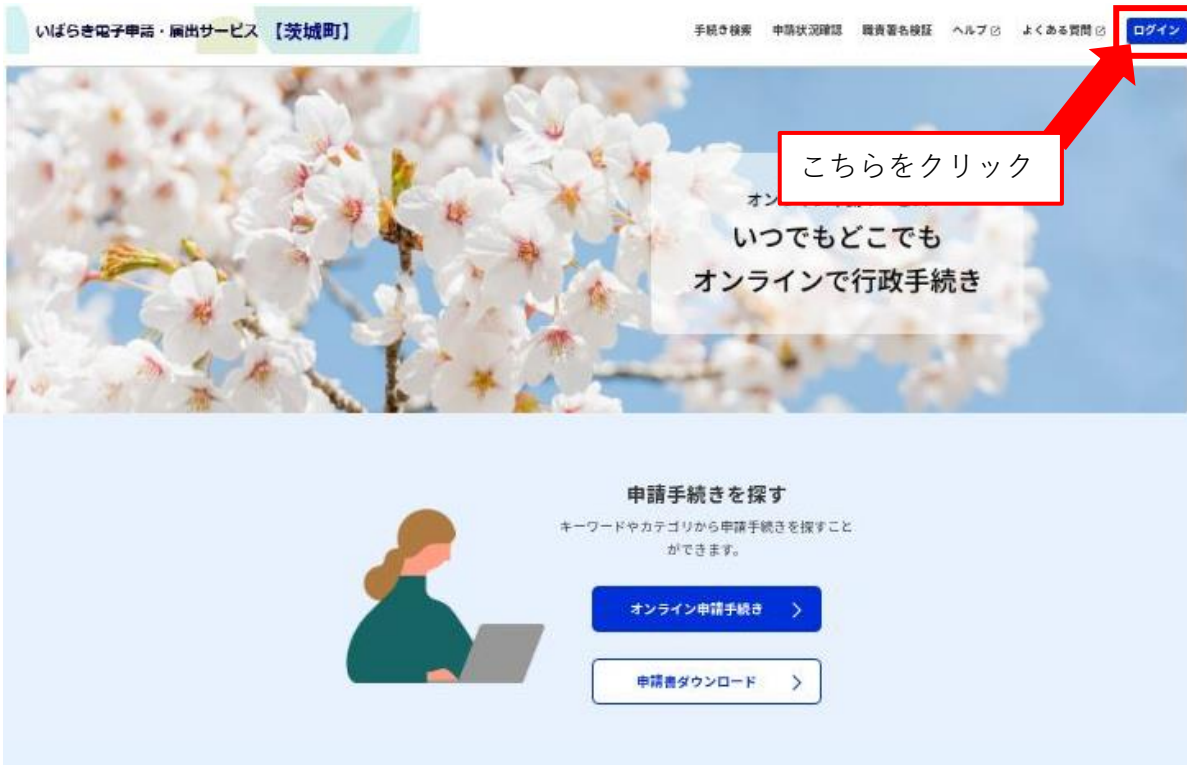 いばらき電子申請・届出サービス 【茨城町】
手続き検索 申請状況確認 職責署名検証 ヘルプ よくある質問 ログイン
こちらをクリック
いつでもどこでも
オンラインで行政手続き
申請手続きを探す
キーワードやカテゴリから申請手続きを探すこと
ができます。
オンライン申請手続き
申請書ダウンロード